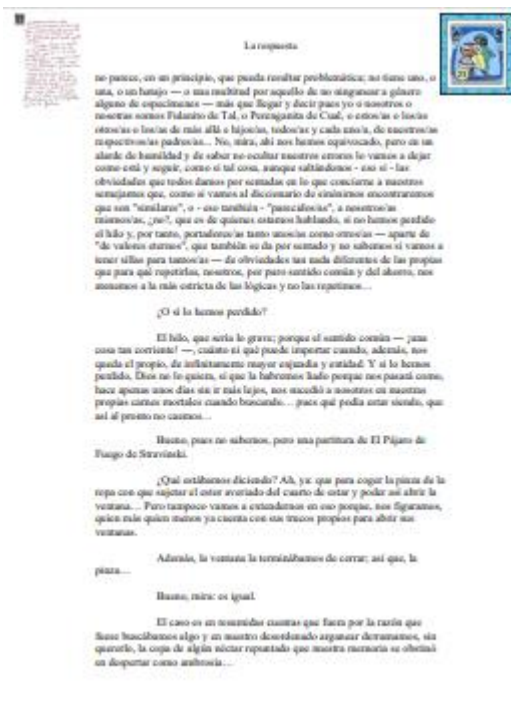 La respuesta
no parece, en un principio, que pueda resultar problemática; no tiene uno, o
una, o un hatajo — o una multitud por aquello de no ningunear a género
alguno de especímenes — más que llegar y decir pues yo o nosotros o
nosotras somos Fulanito de Tal, o Perenganita de Cual, o estos/as o los/as
otros/as o los/as de más allá o hijos/as, todos/as y cada uno/a, de nuestros/as
respectivos/as padres/as... No, mira, ahí nos hemos equivocado, pero en un
alarde de humildad y de saber no ocultar nuestros errores lo vamos a dejar
como está y seguir, como si tal cosa, aunque saltándonos - eso sí - las
obviedades que todos damos por sentadas en lo que concierne a nuestros
semejantes que, como si vamos al diccionario de sinónimos encontraremos
que son "similares", o - eso también - "parecidos/as", a nosotros/as
mismos/as, ¿no?, que es de quienes estamos hablando, si no hemos perdido
el hilo y, por tanto, portadores/as tanto unos/as como otros/as — aparte de
"de valores eternos", que también se da por sentado y no sabemos si vamos a
tener sillas para tantos/as — de obviedades tan nada diferentes de las propias
que para qué repetirlas, nosotros, por puro sentido común y del ahorro, nos
atenemos a la más estricta de las lógicas y no las repetimos…
¿O sí lo hemos perdido?
El hilo, que sería lo grave; porque el sentido común — ¡una
cosa tan corriente! —, cuánto ni qué puede importar cuando, además, nos
queda el propio, de infinitamente mayor enjundia y entidad. Y si lo hemos
perdido, Dios no lo quiera, sí que la habremos liado porque nos pasará como,
hace apenas unos días sin ir más lejos, nos sucedió a nosotros en nuestras
propias carnes mortales cuando buscando… pues qué podía estar siendo, que
así al pronto no caemos…
Bueno, pues no sabemos, pero una partitura de El Pájaro de
Fuego de Stravinski.
¿Qué estábamos diciendo? Ah, ya: que para coger la pinza de la
ropa con que sujetar el estor averiado del cuarto de estar y poder así abrir la
ventana… Pero tampoco vamos a extendernos en eso porque, nos figuramos,
quien más quien menos ya cuenta con sus trucos propios para abrir sus
ventanas.
Además, la ventana la terminábamos de cerrar; así que, la
pinza…
Bueno, mira: es igual.
El caso es en resumidas cuentas que fuera por la razón que
fuese buscábamos algo y en nuestro desordenado arganear derramamos, sin
quererlo, la copa de algún néctar repuntado que nuestra memoria se obstinó
en despertar como ambrosía…